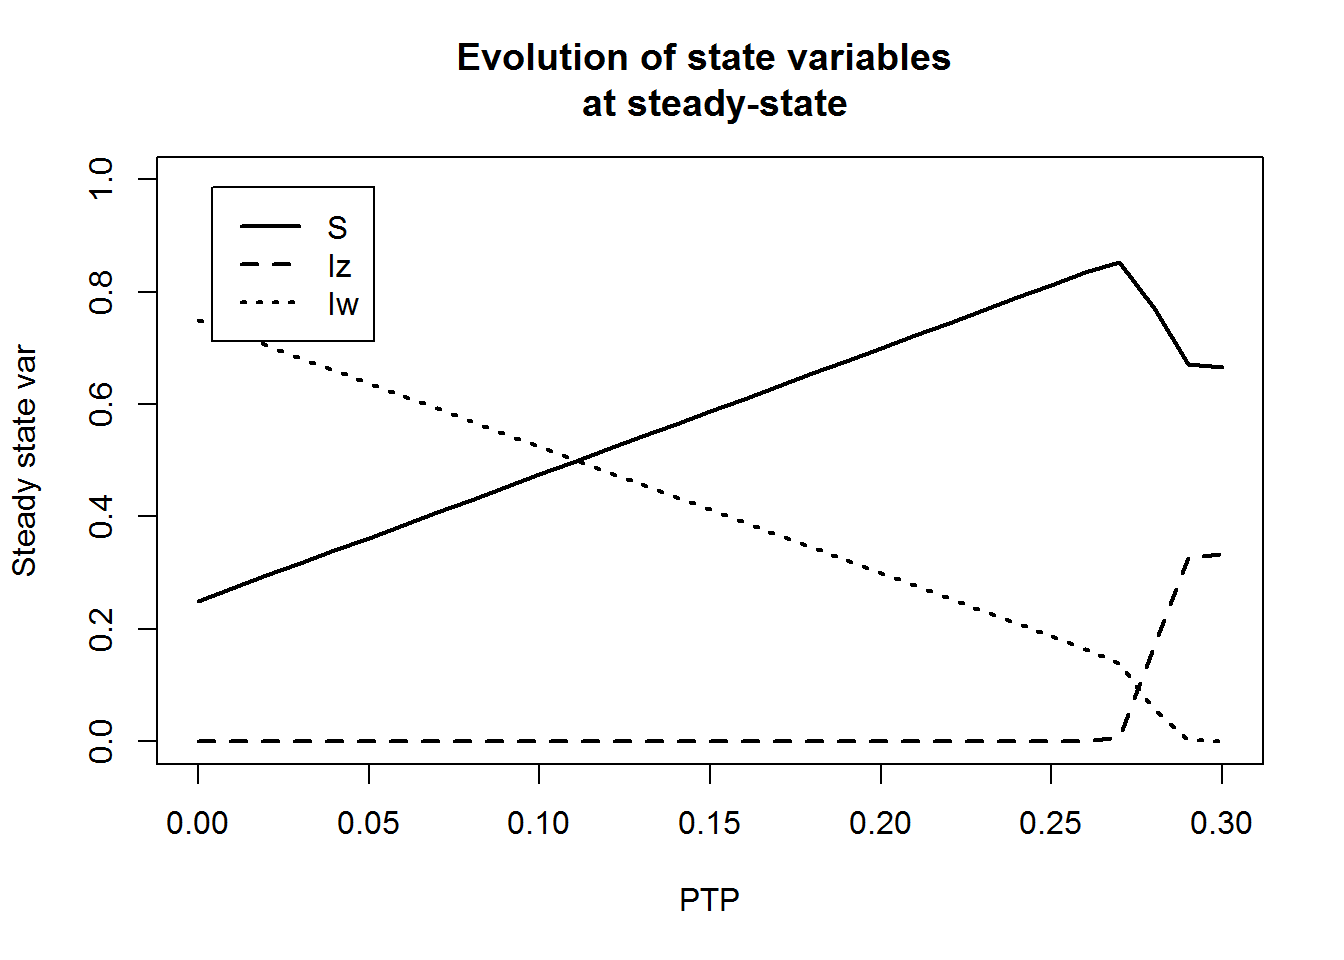 Evolution of state variables
at steady-state
Steady state var
1.0
0.8
0.6
0.4
0.2
0.0
S
Iz
Iw
0.00 0.05 0.10 0.15 0.20 0.25 0.30
PTP